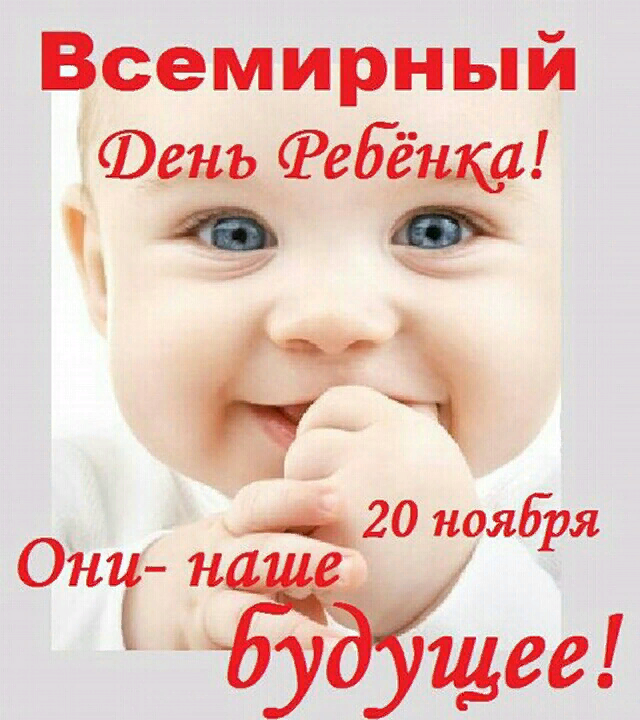 Всемирный
День Ребёнка!
20 ноября
Они- наше
будущее!